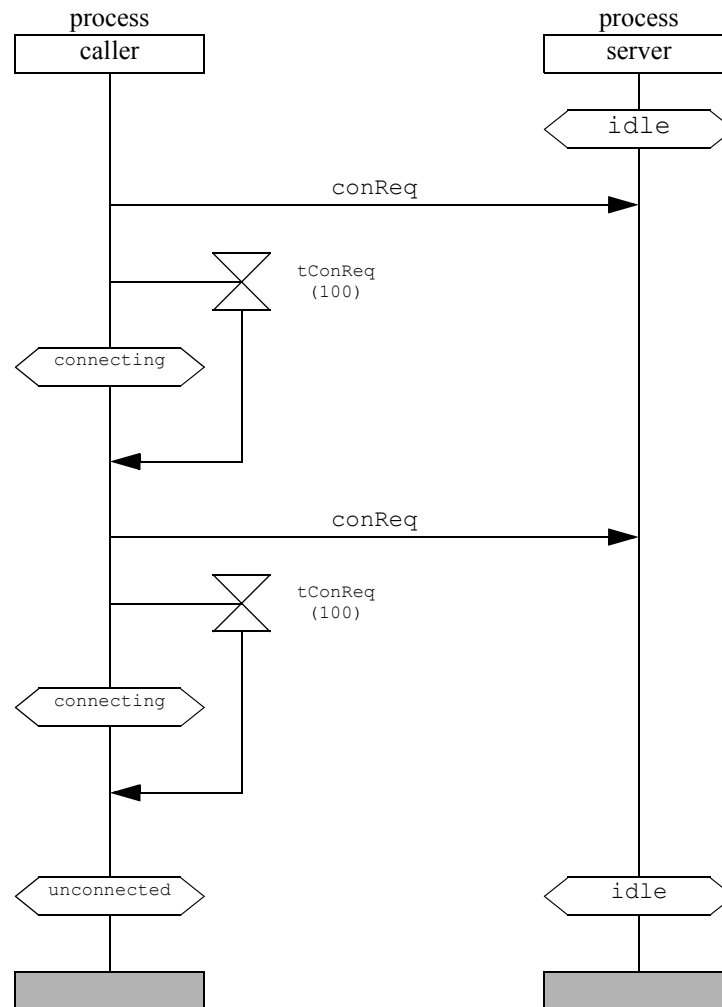 process
process
caller
server
idle
conReq
tConReq
(100)
connecting
conReq
tConReq
(100)
connecting
unconnected
idle